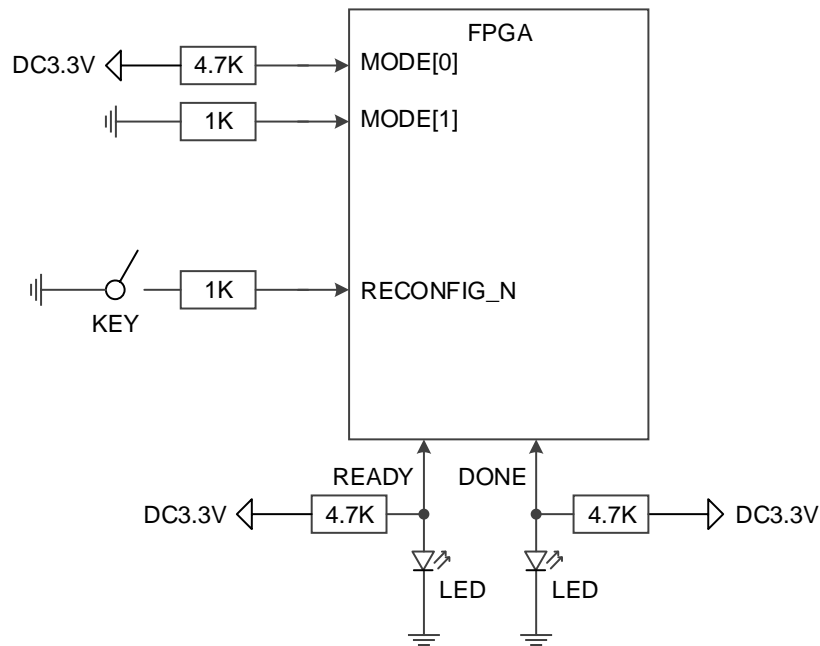 FPGA
DC3.3V
4.7K
MODE[0]
1K
MODE[1]
KEY
1K
RECONFIG_N
READY
DONE
DC3.3V
4.7K
4.7K
DC3.3V
LED
LED